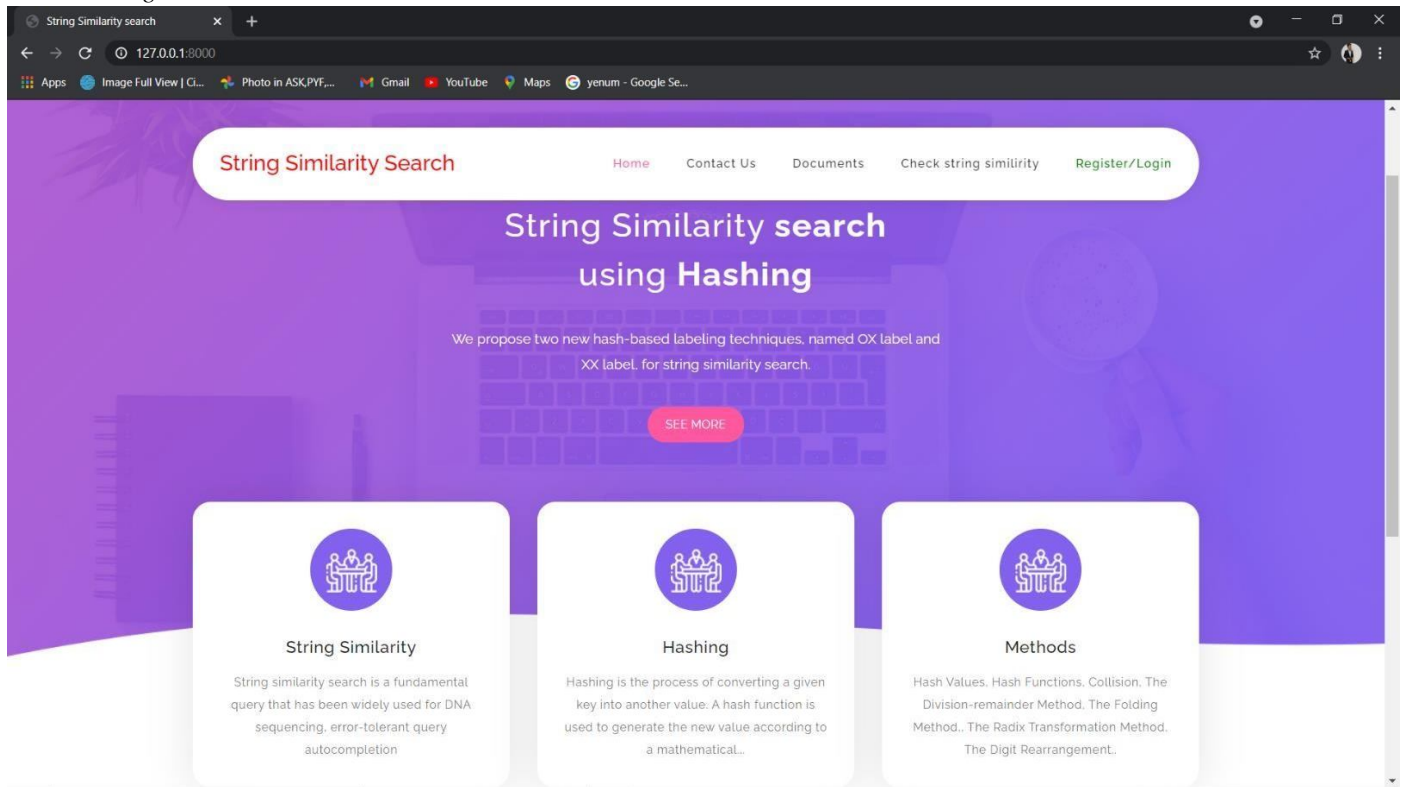 String Similarity search
127.0.0.1:8000
Apps
Image Full View | Ci...
Photo in ASK,PYF,...
Gmail
YouTube
Maps
yenum - Google Se...
String Similarity Search
Home
Contact Us
Documents
Check string similirity
Register/Login
String Similarity search
using Hashing
We propose two new hash-based labeling techniques, named OX label and
XX label. for string similarity search.
SEE MORE
String Similarity
String similarity search is a fundamental
query that has been widely used for DNA
sequencing, error-tolerant query
autocompletion
Hashing
Hashing is the process of converting a given
key into another value. A hash function is
used to generate the new value according to
a mathematical...
Methods
Hash Values, Hash Functions, Collision, The
Division-remainder Method, The Folding
Method.. The Radix Transformation Method.
The Digit Rearrangement..